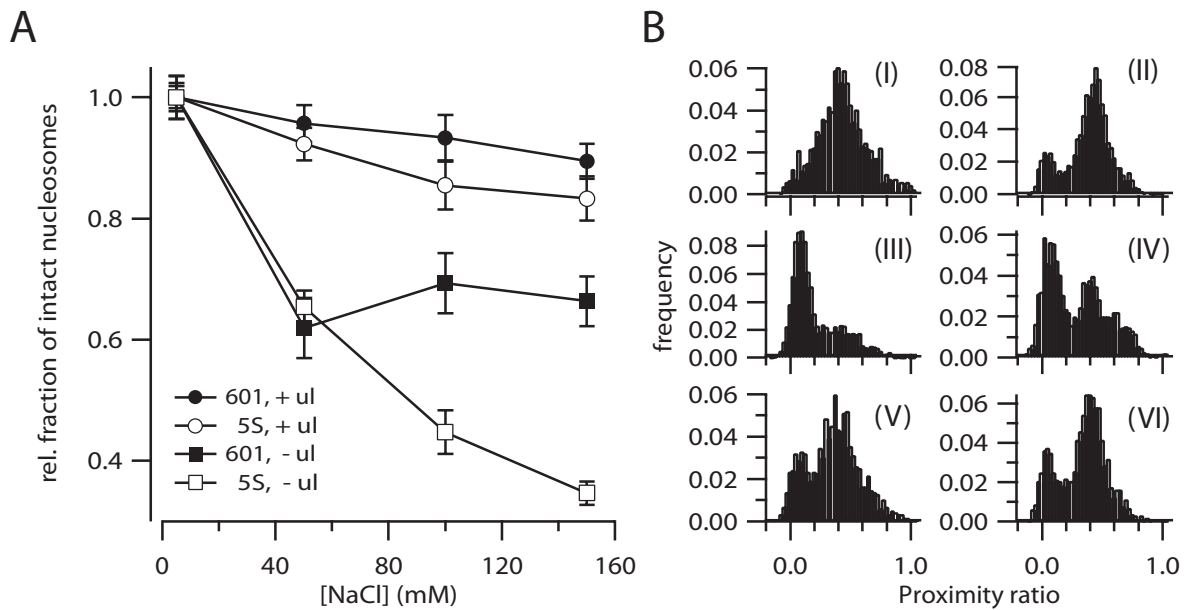 A
rel. fraction of intact nucleosomes
1.0
0.8
0.6
0.4
601, + ul
5S, + ul
601, - ul
5S, - ul
0 40 80 120 160
[NaCl] (mM)
B
frequency
(I)
0.06
0.04
0.02
0.00
(II)
0.08
0.06
0.04
0.02
0.00
(III)
0.08
0.06
0.04
0.02
0.00
(IV)
0.06
0.04
0.02
0.00
(V)
0.06
0.04
0.02
0.00
0.0 1.0
(VI)
0.06
0.04
0.02
0.00
0.0 1.0
Proximity ratio